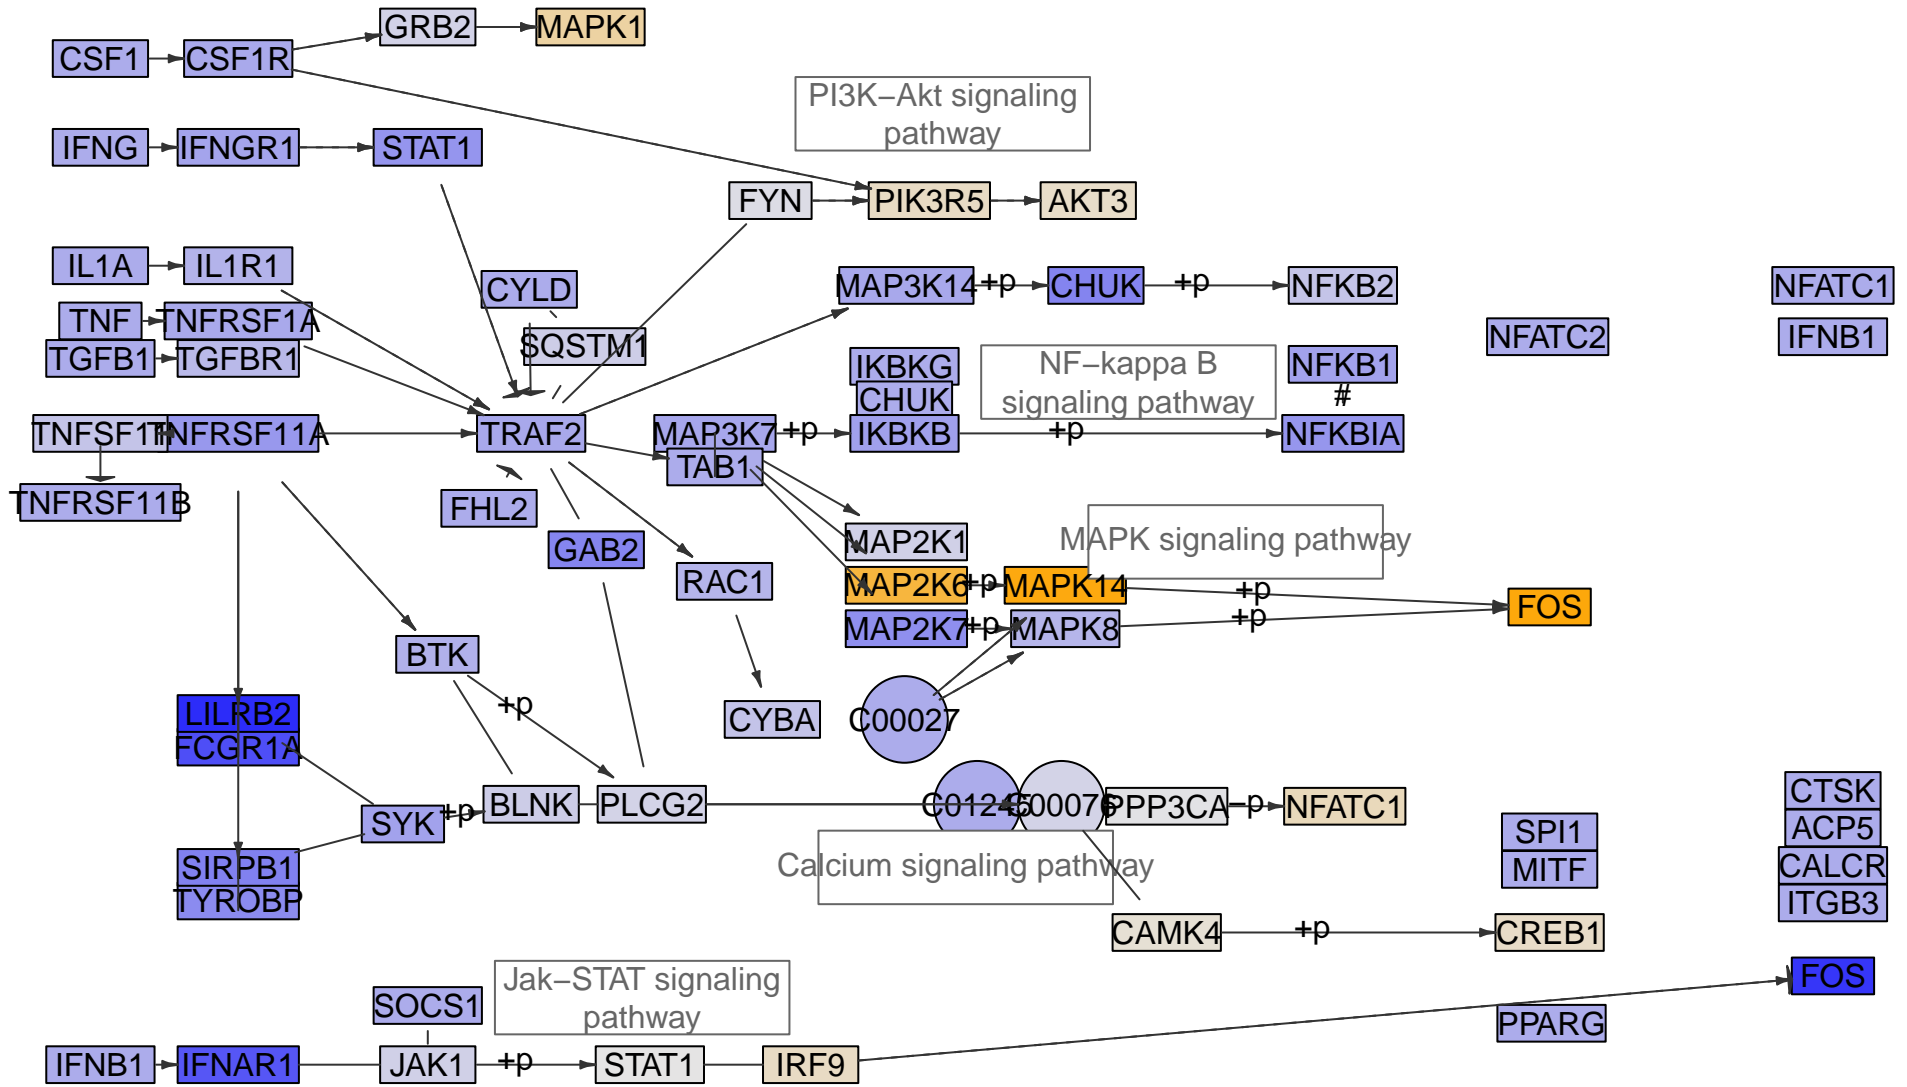 GRB2
MAPK1
CSF1
CSF1R
PI3K−Akt signaling
pathway
IFNG
IFNGR1
STAT1
FYN
PIK3R5
AKT3
IL1A
IL1R1
CYLD
MAP3K14
+p
CHUK
+p
NFKB2
NFATC1
TNF
TNFRSF1A
SQSTM1
NFATC2
IFNB1
TGFB1
TGFBR1
IKBKG
NF−kappa B
signaling pathway
NFKB1
#
CHUK
TNFRSF11A
TRAF2
MAP3K7
+p
IKBKB
+p
NFKBIA
TAB1
TNFRSF11B
FHL2
GAB2
MAP2K1
MAPK signaling pathway
RAC1
MAP2K6
+p
MAPK14
+p
FOS
MAP2K7
+p
MAPK8
+p
BTK
LILRB2
+p
CYBA
C00027
FCGR1A
SYK
+p
BLNK
PLCG2
C00076
PPP3CA
−p
NFATC1
CTSK
SPI1
ACP5
SIRPB1
Calcium signaling pathway
MITF
CALCR
TYROBP
ITGB3
CAMK4
+p
CREB1
Jak−STAT signaling
pathway
FOS
SOCS1
PPARG
IFNB1
IFNAR1
JAK1
+p
STAT1
IRF9